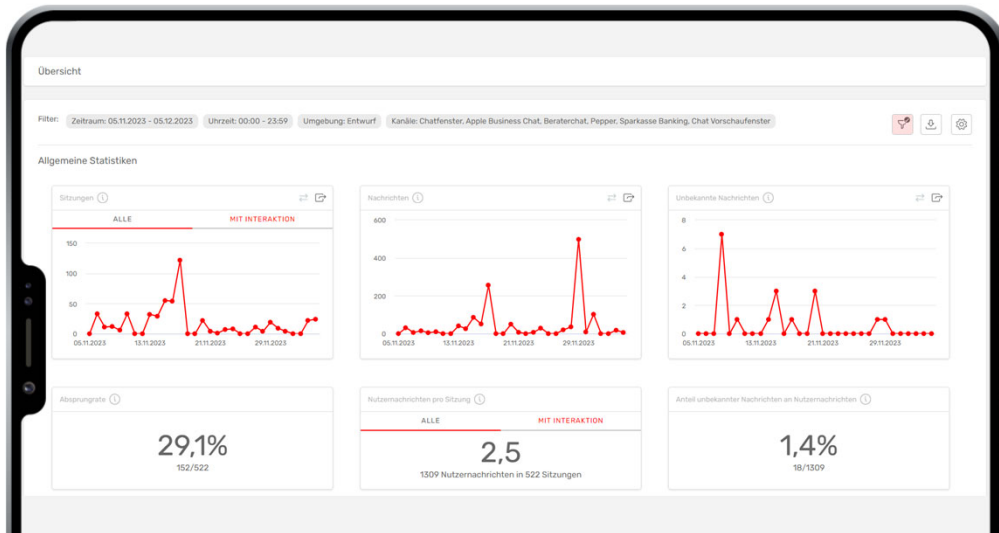 Übersicht
Filter: Zeitraum: 05.11.2023 - 05.12.2023 Uhrzeit: 00:00 - 23:59 Umgebung: Entwurf Kanäle: Chatfenster, Apple Business Chat, Beraterchat, Pepper, Sparkasse Banking, Chat Vorschaufenster
Allgemeine Statistiken
Sitzungen
ALLE MIT INTERAKTION
150
100
50
0
05.11.2023 13.11.2023 21.11.2023 29.11.2023
Nachrichten
600
400
200
0
05.11.2023 13.11.2023 21.11.2023 29.11.2023
Unbekannte Nachrichten
8
6
4
2
0
05.11.2023 13.11.2023 21.11.2023 29.11.2023
Absprungrate
29,1%
152/522
Nutzernachrichten pro Sitzung
ALLE MIT INTERAKTION
2,5
1309 Nutzernachrichten in 522 Sitzungen
Anteil unbekannter Nachrichten an Nutzernachrichten
1,4%
18/1309